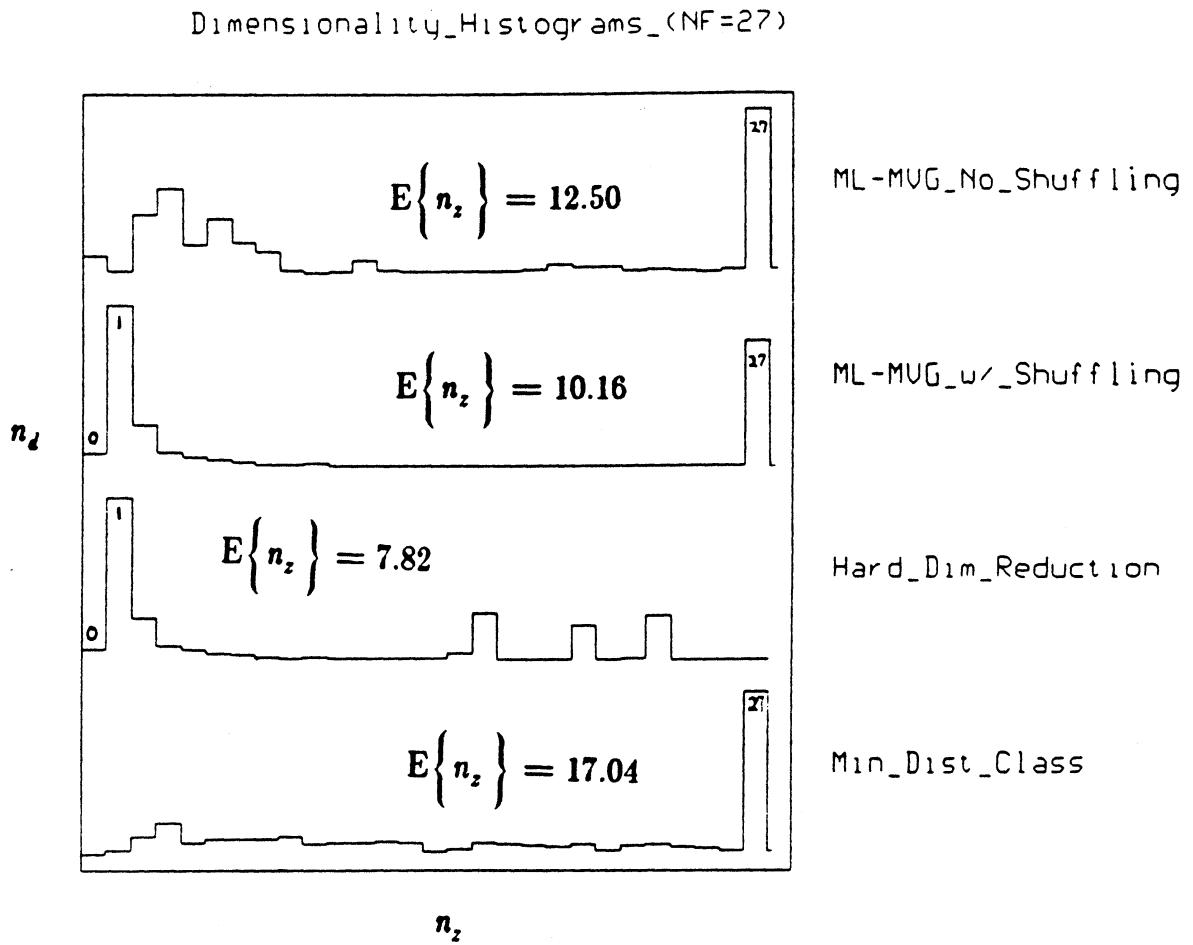 Dimensionality_Histograms_(NF=27)
27
E{n_z} = 12.50
ML-MVG_No_Shuffling
1
27
E{n_z} = 10.16
ML-MVG_w/_Shuffling
n_d
0
1
E{n_z} = 7.82
Hard_Dim_Reduction
0
27
E{n_z} = 17.04
Min_Dist_Class
n_z